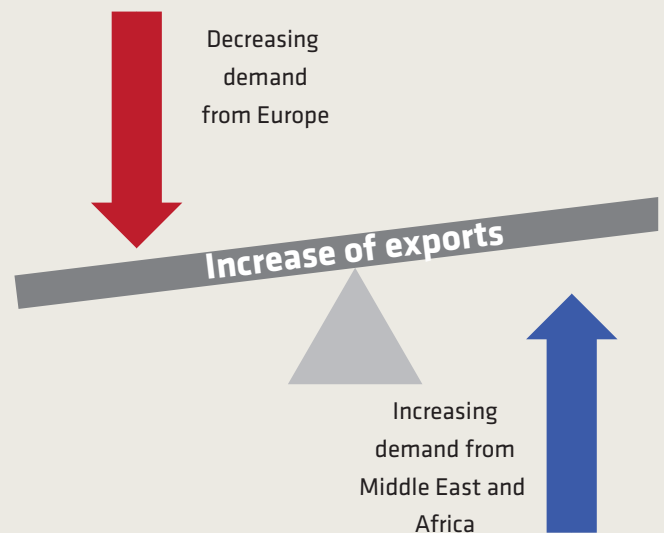 Decreasing
demand
from Europe
Increase of exports
Increasing
demand from
Middle East and
Africa